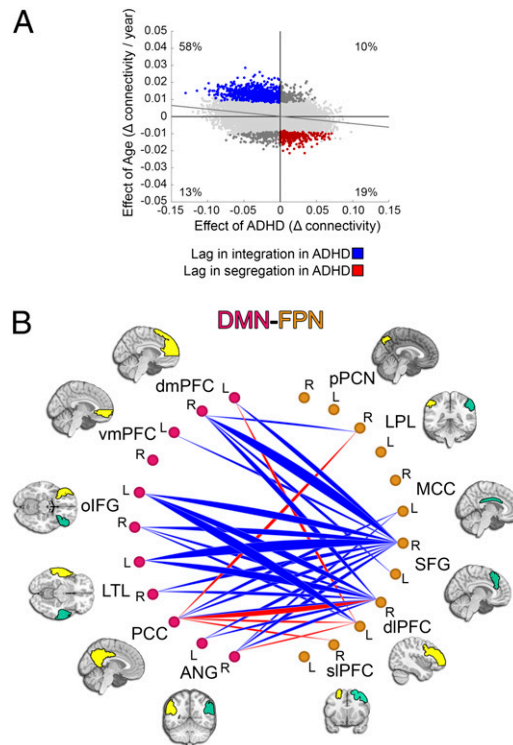 A
Effect of Age (Δ connectivity / year)
0.05
0.04
0.03
0.02
0.01
0
-0.01
-0.02
-0.03
-0.04
-0.05
58%
10%
13%
19%
-0.15
-0.10
-0.05
0
0.05
0.10
0.15
Effect of ADHD (Δ connectivity)
Lag in integration in ADHD
Lag in segregation in ADHD
B
DMN-FPN
dmPFC
L
R
vmPFC
L
R
oIFG
L
R
LTL
L
R
PCC
ANG
L
R
pPCN
R
L
LPL
R
L
MCC
R
L
SFG
R
L
dlPFC
R
L
slPFC
R
L